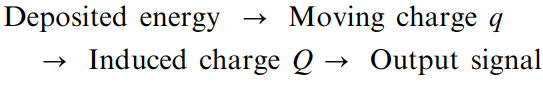 Deposited energy → Moving charge q
→ Induced charge Q → Output signal